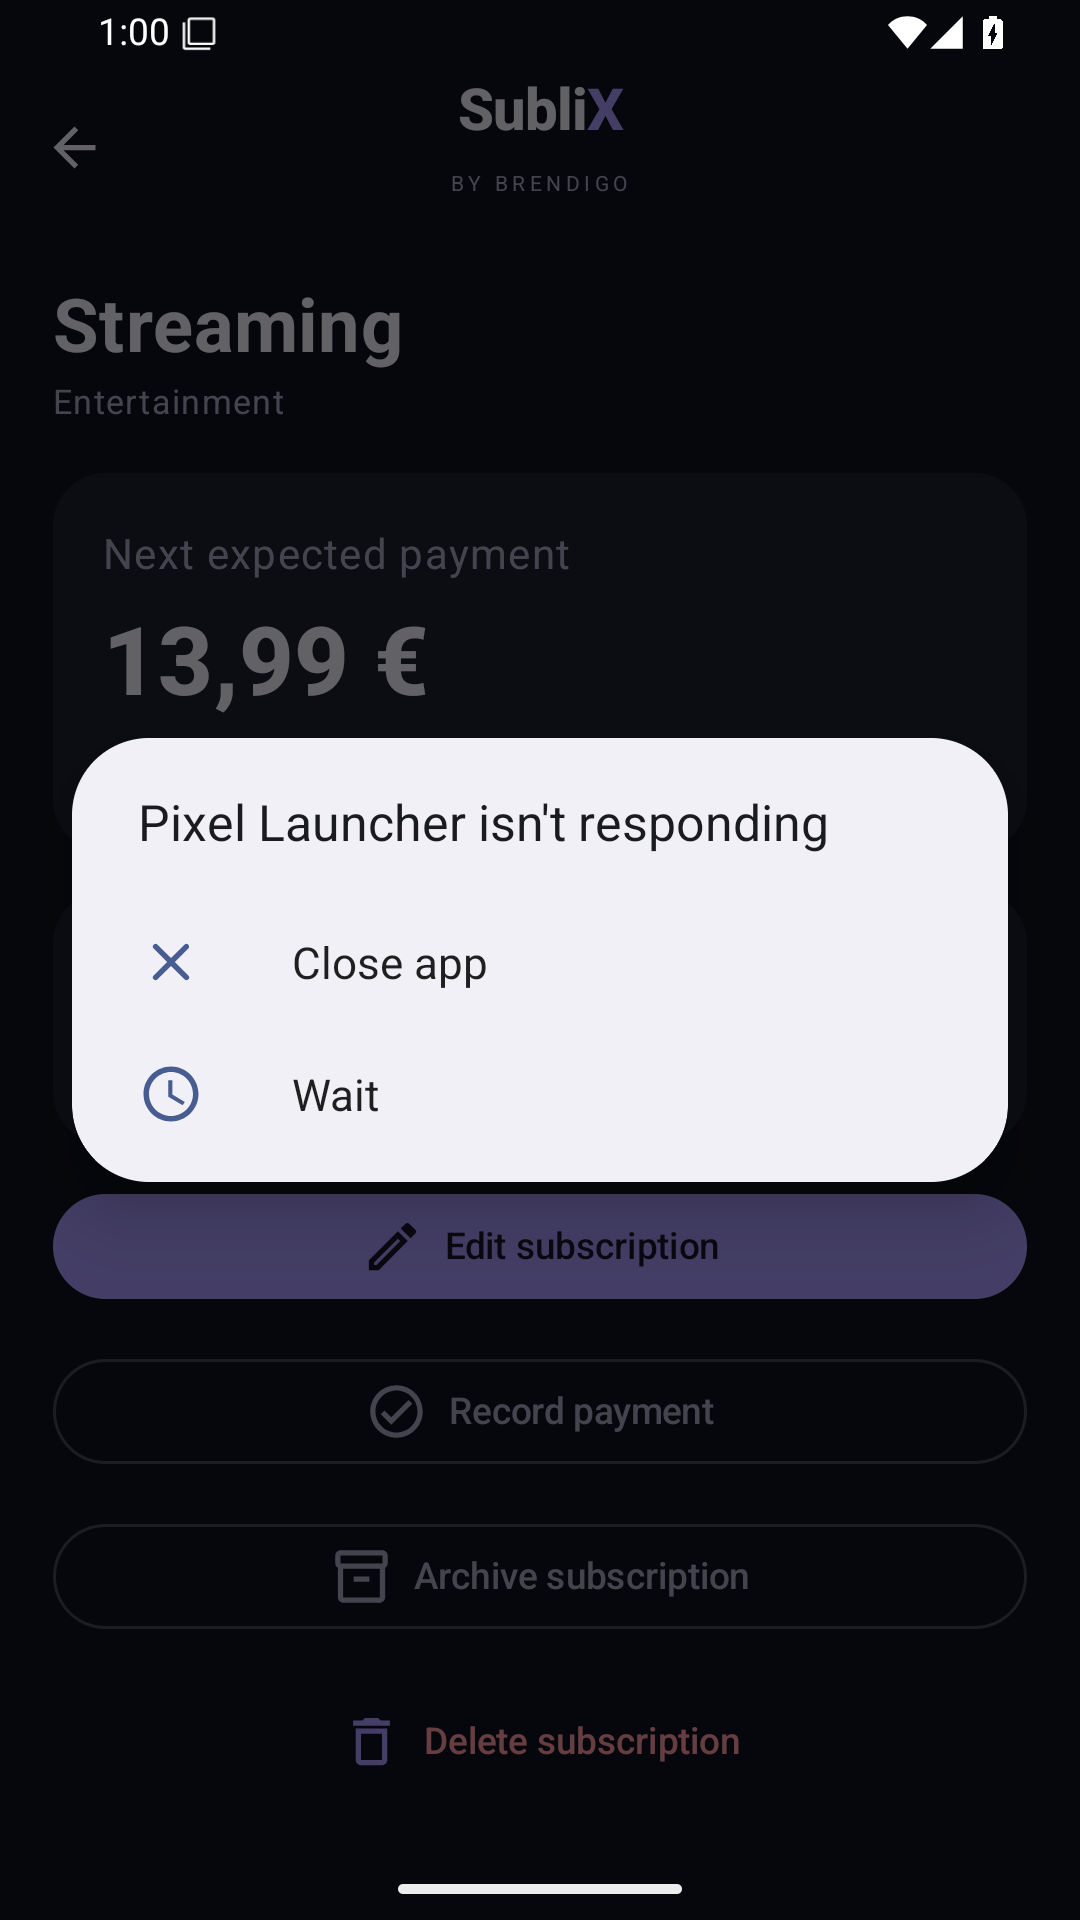 1:00
SubliX
BY BRENDIGO
Streaming
Entertainment
Next expected payment
13,99 €
Pixel Launcher isn't responding
Close app
Wait
Edit subscription
Record payment
Archive subscription
Delete subscription